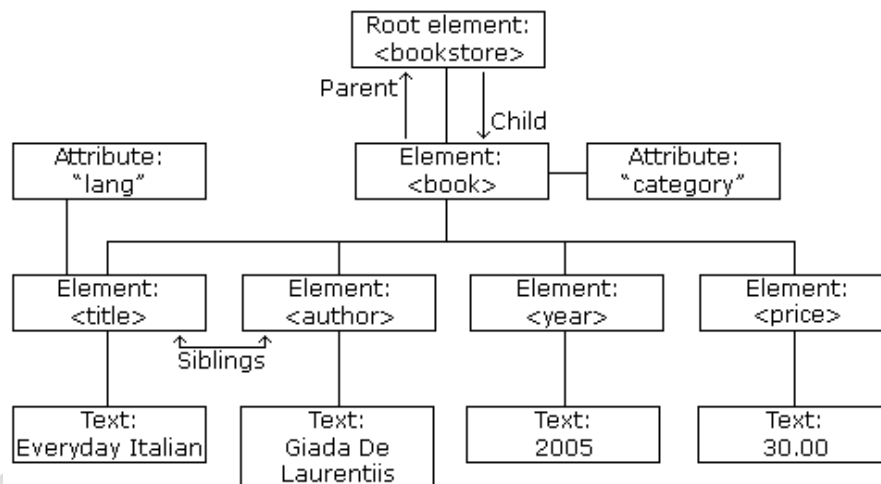 Root element:
<bookstore>
Parent
Child
Attribute:
“lang”
Element:
<book>
Attribute:
“category”
Element:
<title>
Element:
<author>
Element:
<year>
Element:
<price>
Siblings
Text:
Everyday Italian
Text:
Giada De
Laurentiis
Text:
2005
Text:
30.00